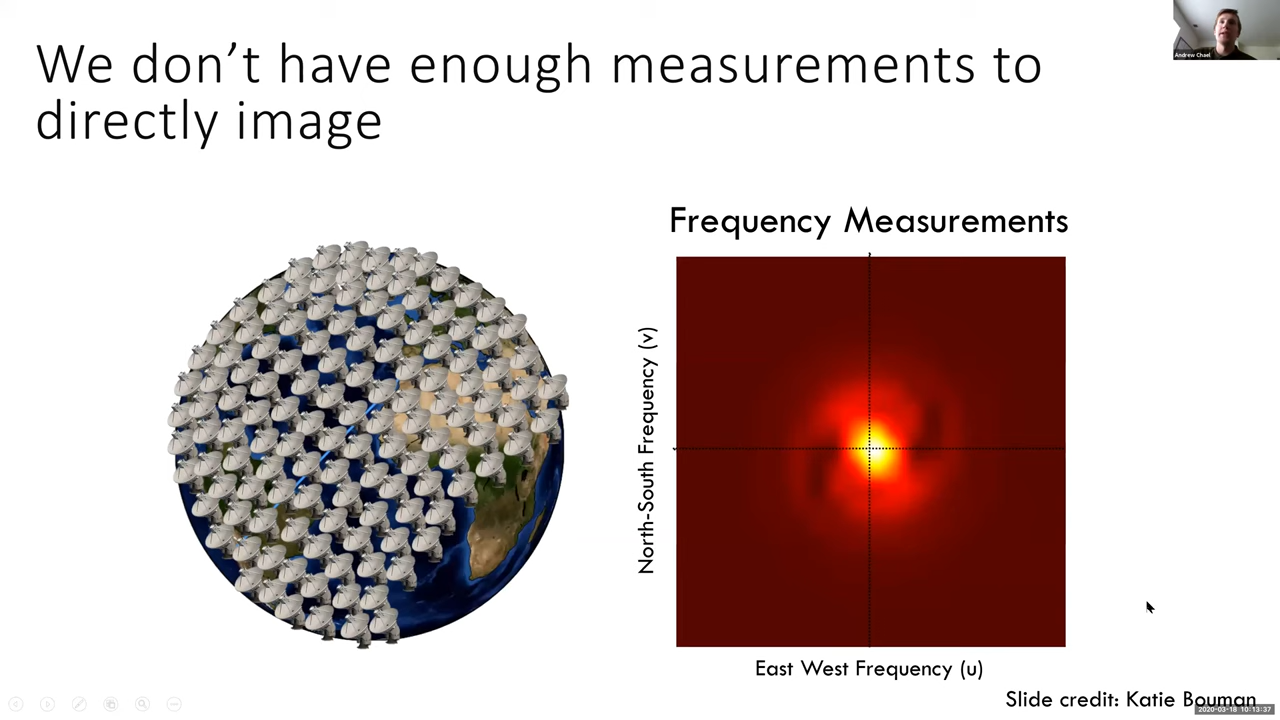 We don't have enough measurements to
directly image
Andrew Chael
Frequency Measurements
North-South Frequency (v)
East West Frequency (u)
Slide credit: Katie Bouman
2020-03-18 10:13:37